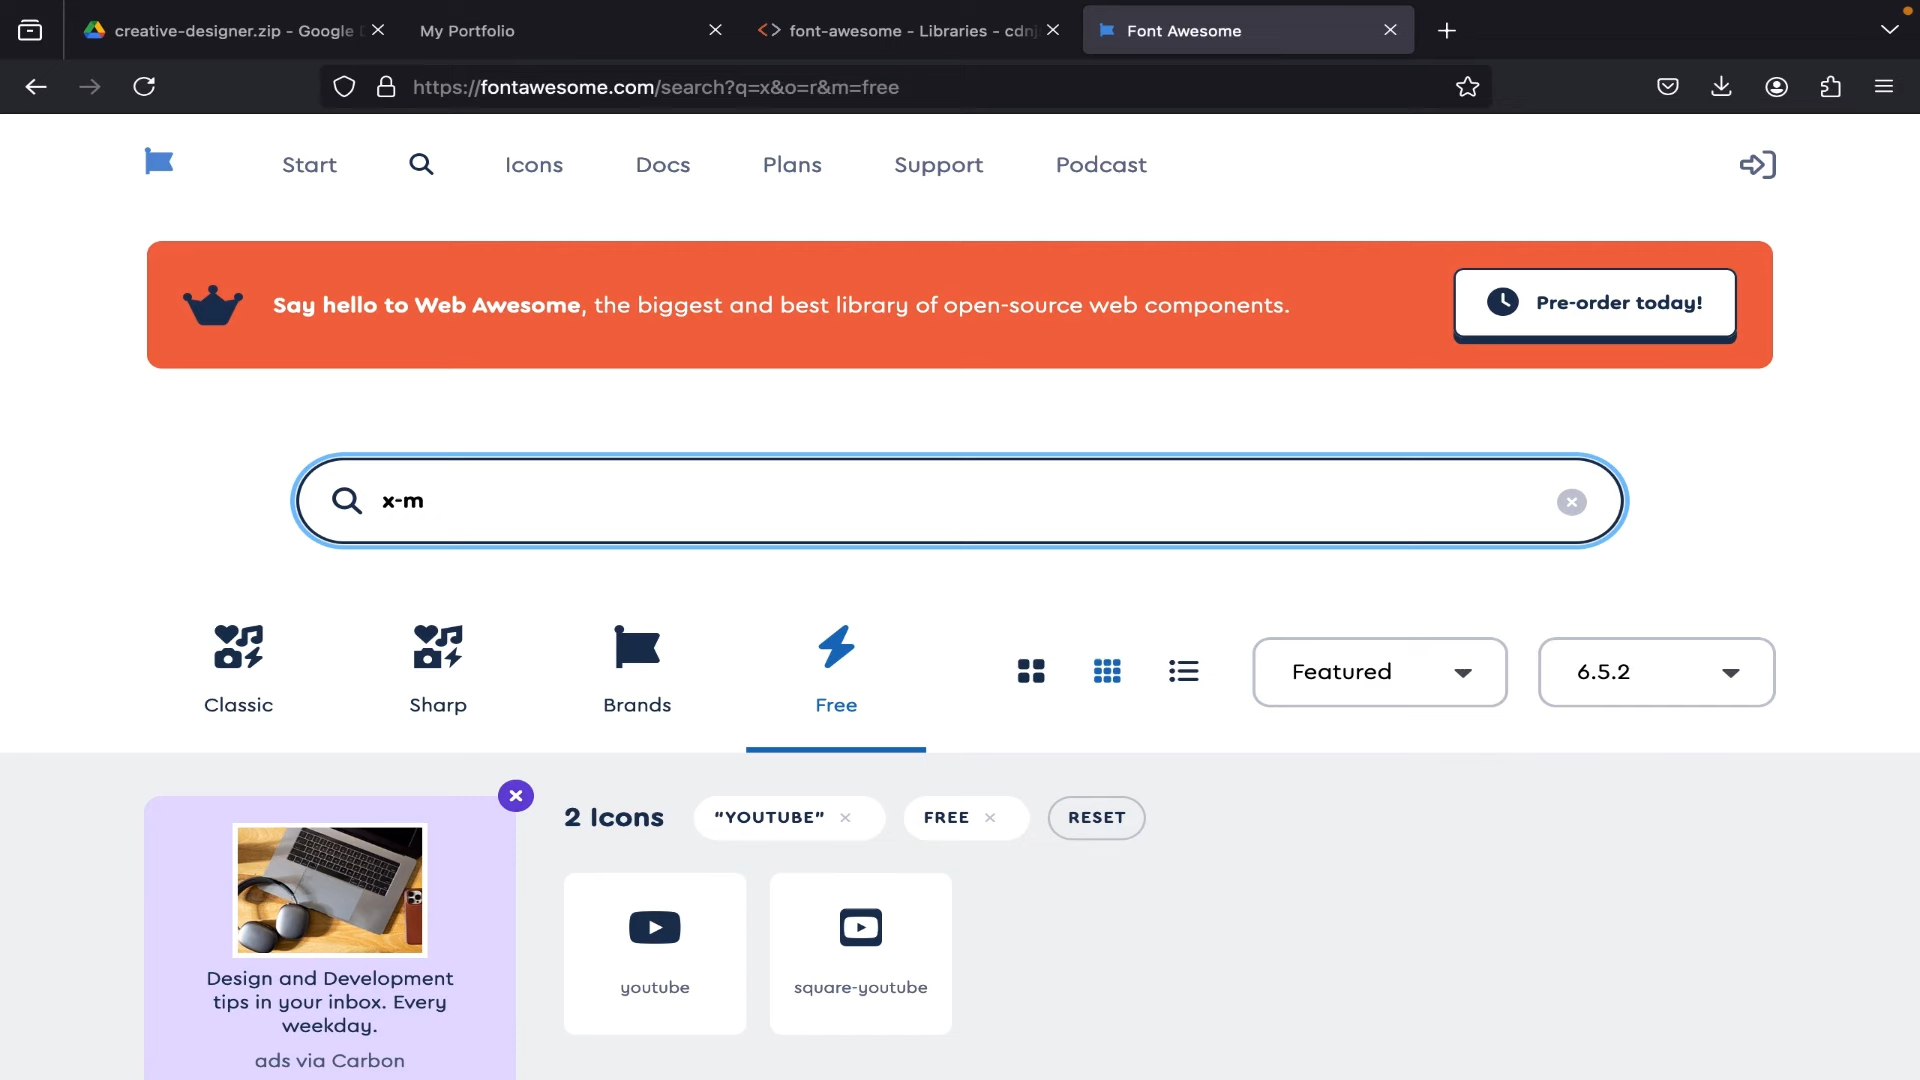 creative-designer.zip - Google
My Portfolio
font-awesome - Libraries - cdnj
Font Awesome
https://fontawesome.com/search?q=x&o=r&m=free
Start
Icons
Docs
Plans
Support
Podcast
Say hello to Web Awesome, the biggest and best library of open-source web components.
Pre-order today!
x-m
Classic
Sharp
Brands
Free
Featured
6.5.2
2 Icons
"YOUTUBE"
FREE
RESET
youtube
square-youtube
Design and Development
tips in your inbox. Every
weekday.
ads via Carbon